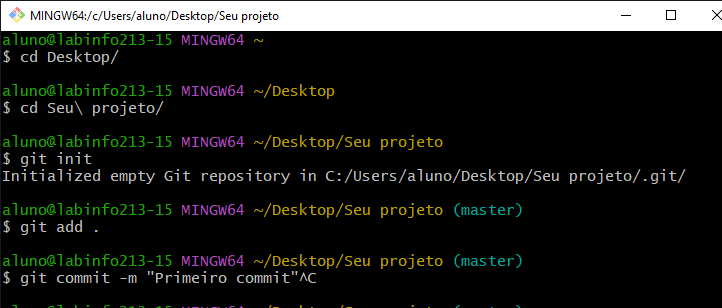 MINGW64:/c/Users/aluno/Desktop/Seu projeto
aluno@labinfo213-15 MINGW64 ~
$ cd Desktop/
aluno@labinfo213-15 MINGW64 ~/Desktop
$ cd Seu\ projeto/
aluno@labinfo213-15 MINGW64 ~/Desktop/Seu projeto
$ git init
Initialized empty Git repository in C:/Users/aluno/Desktop/Seu projeto/.git/
aluno@labinfo213-15 MINGW64 ~/Desktop/Seu projeto (master)
$ git add .
aluno@labinfo213-15 MINGW64 ~/Desktop/Seu projeto (master)
$ git commit -m "Primeiro commit"^C